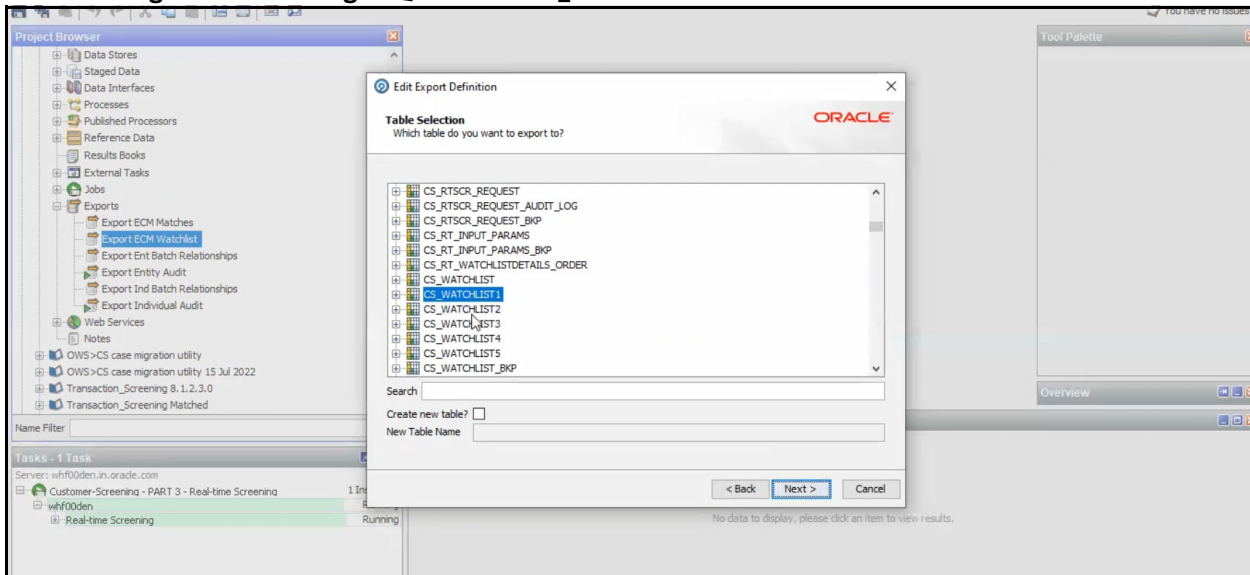 You have no issues
Project Browser
Data Stores
Staged Data
Data Interfaces
Processes
Published Processors
Reference Data
Results Books
External Tasks
Jobs
Exports
Export ECM Matches
Export ECM Watchlist
Export Ent Batch Relationships
Export Entity Audit
Export Ind Batch Relationships
Export Individual Audit
Web Services
Notes
OWS>CS case migration utility
OWS>CS case migration utility 15 Jul 2022
Transaction_Screening 8.1.2.3.0
Transaction_Screening Matched
Name Filter
Tasks - 1 Task
Server: whf00den.in.oracle.com
Customer-Screening - PART 3 - Real-time Screening
whf00den
Real-time Screening Running
Edit Export Definition
Table Selection
Which table do you want to export to?
ORACLE
CS_RTSCR_REQUEST
CS_RTSCR_REQUEST_AUDIT_LOG
CS_RTSCR_REQUEST_BKP
CS_RT_INPUT_PARAMS
CS_RT_INPUT_PARAMS_BKP
CS_RT_WATCHLISTDETAILS_ORDER
CS_WATCHLIST
CS_WATCHLIST1
CS_WATCHLIST2
CS_WATCHLIST3
CS_WATCHLIST4
CS_WATCHLIST5
CS_WATCHLIST_BKP
Search
Create new table?
New Table Name
< Back Next > Cancel
Tool Palette
Overview
No data to display, please click an item to view results.